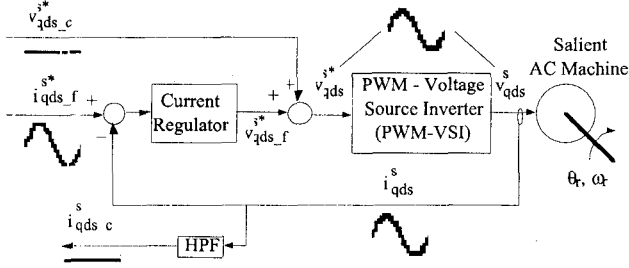 v^{s*}_{qds_c}
i^{s*}_{qds_f}
+
−
Current
Regulator
v^{s*}_{qds_f}
+
+
v^{s*}_{qds}
PWM - Voltage
Source Inverter
(PWM-VSI)
v^{s}_{qds}
Salient
AC Machine
θr, ωr
i^{s}_{qds}
i^{s}_{qds c}
HPF